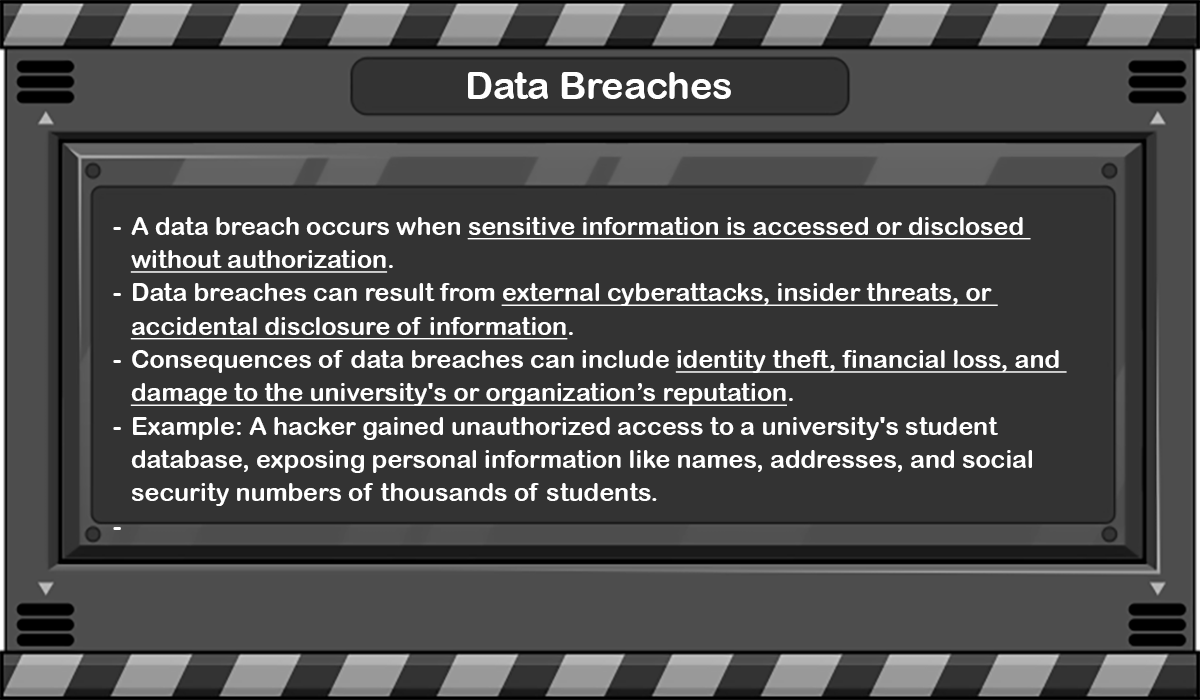 Data Breaches
- A data breach occurs when sensitive information is accessed or disclosed
without authorization.
- Data breaches can result from external cyberattacks, insider threats, or
accidental disclosure of information.
- Consequences of data breaches can include identity theft, financial loss, and
damage to the university's or organization’s reputation.
- Example: A hacker gained unauthorized access to a university's student
database, exposing personal information like names, addresses, and social
security numbers of thousands of students.
-